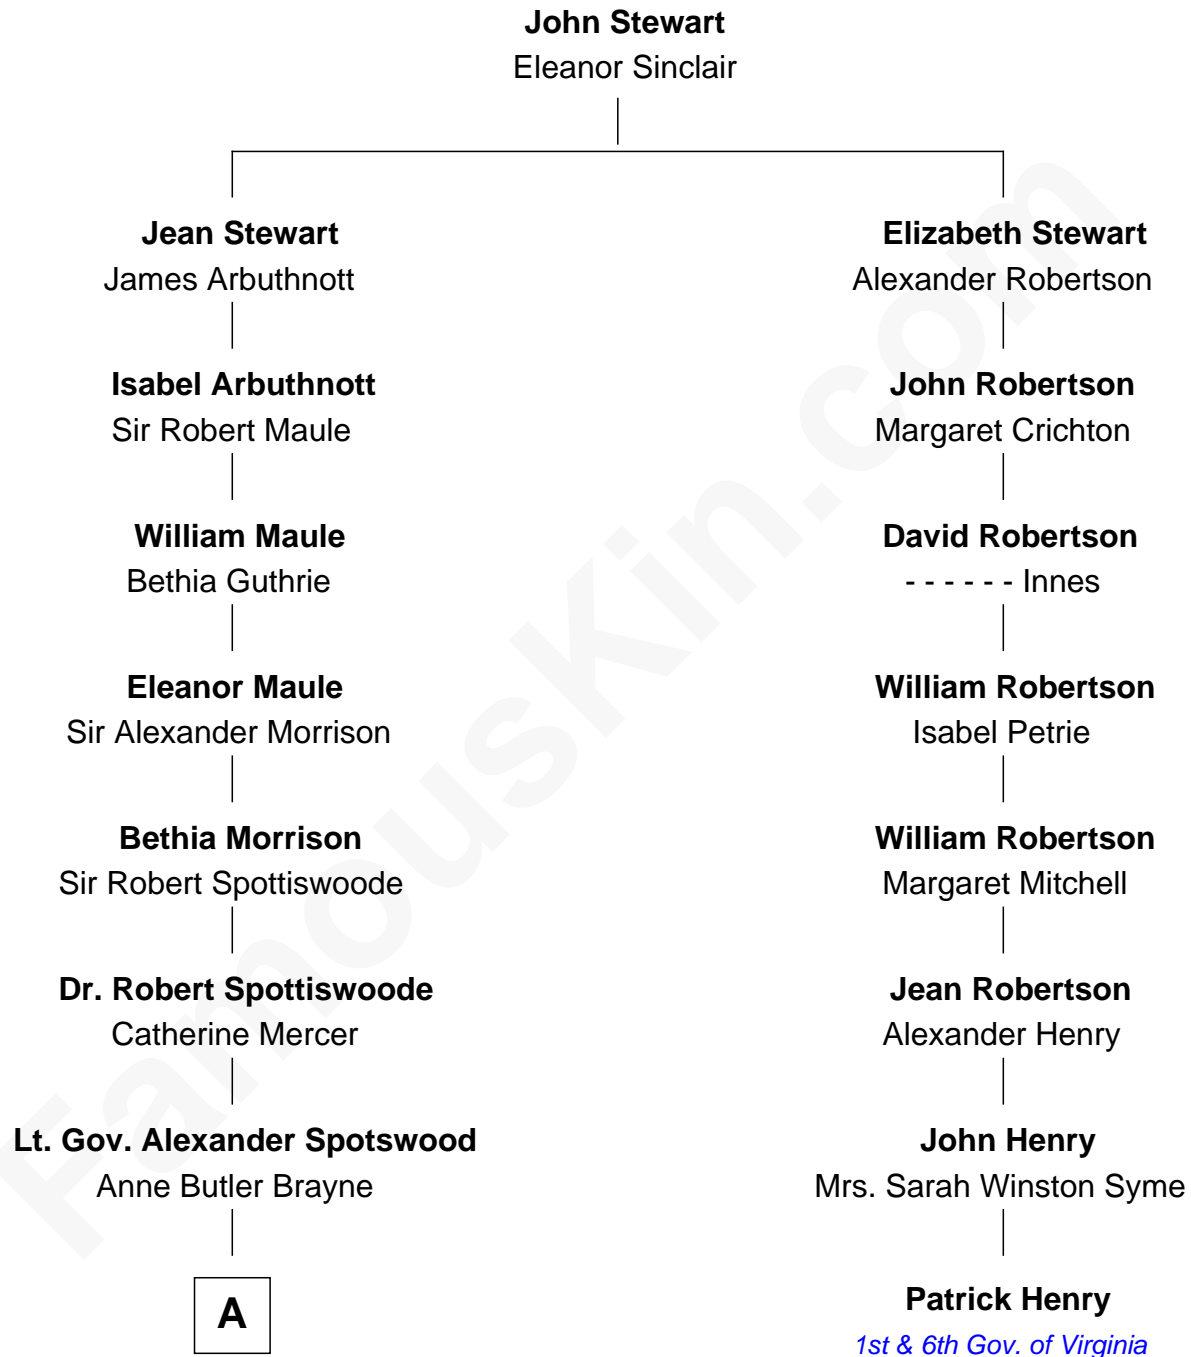 John Stewart
Eleanor Sinclair
Jean Stewart
James Arbuthnott
Elizabeth Stewart
Alexander Robertson
Isabel Arbuthnott
Sir Robert Maule
John Robertson
Margaret Crichton
William Maule
Bethia Guthrie
David Robertson
- - - - - - Innes
Eleanor Maule
Sir Alexander Morrison
William Robertson
Isabel Petrie
Bethia Morrison
Sir Robert Spottiswoode
William Robertson
Margaret Mitchell
Dr. Robert Spottiswoode
Catherine Mercer
Jean Robertson
Alexander Henry
Lt. Gov. Alexander Spotswood
Anne Butler Brayne
John Henry
Mrs. Sarah Winston Syme
A
Patrick Henry
1st & 6th Gov. of Virginia
FamousKin.com